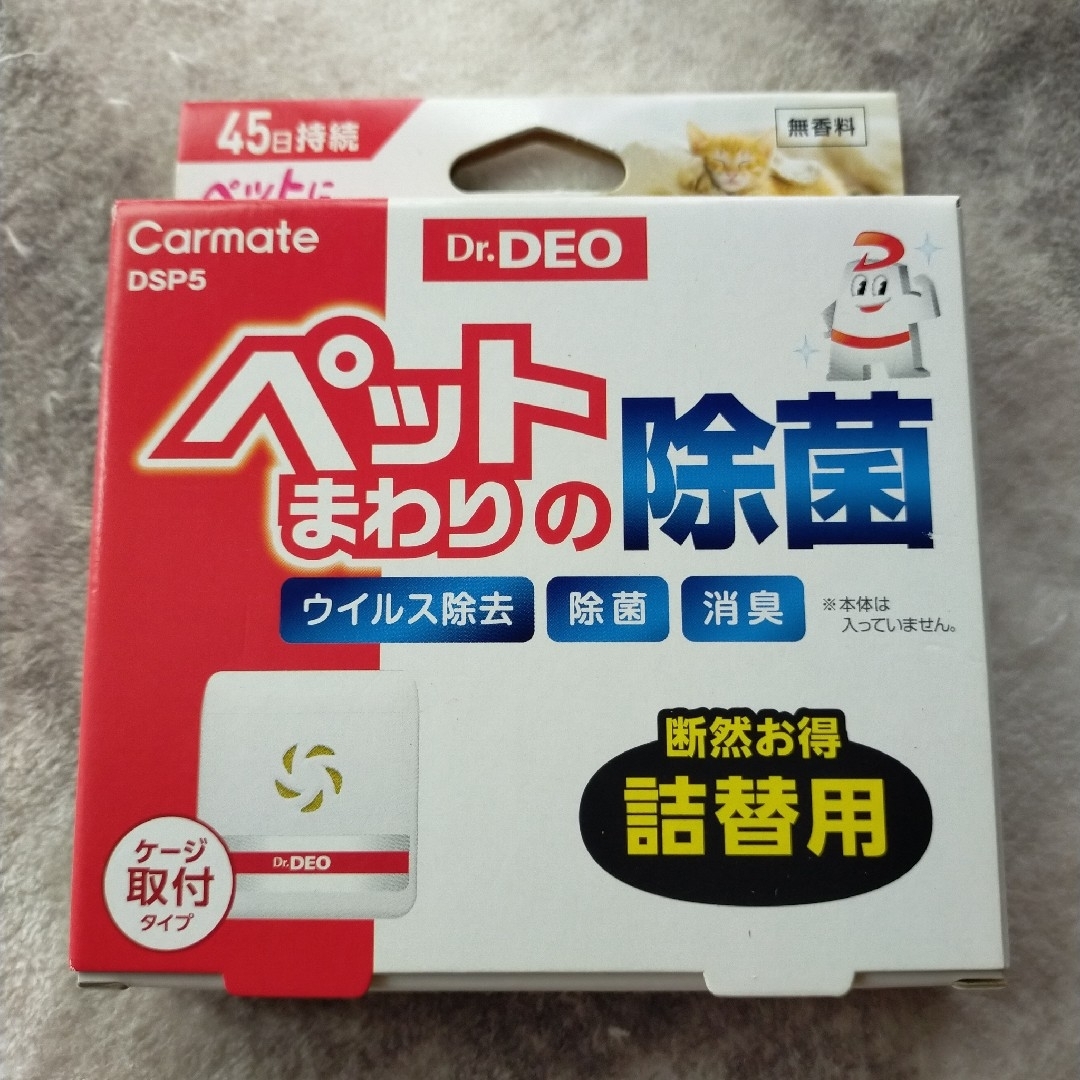 45日持続
無香料
ペットに
Carmate
DSP5
Dr.DEO
ペット
まわりの除菌
ウイルス除去
除菌
消臭
※本体は
入っていません。
断然お得
詰替用
Dr.DEO
ケージ
取付
タイプ